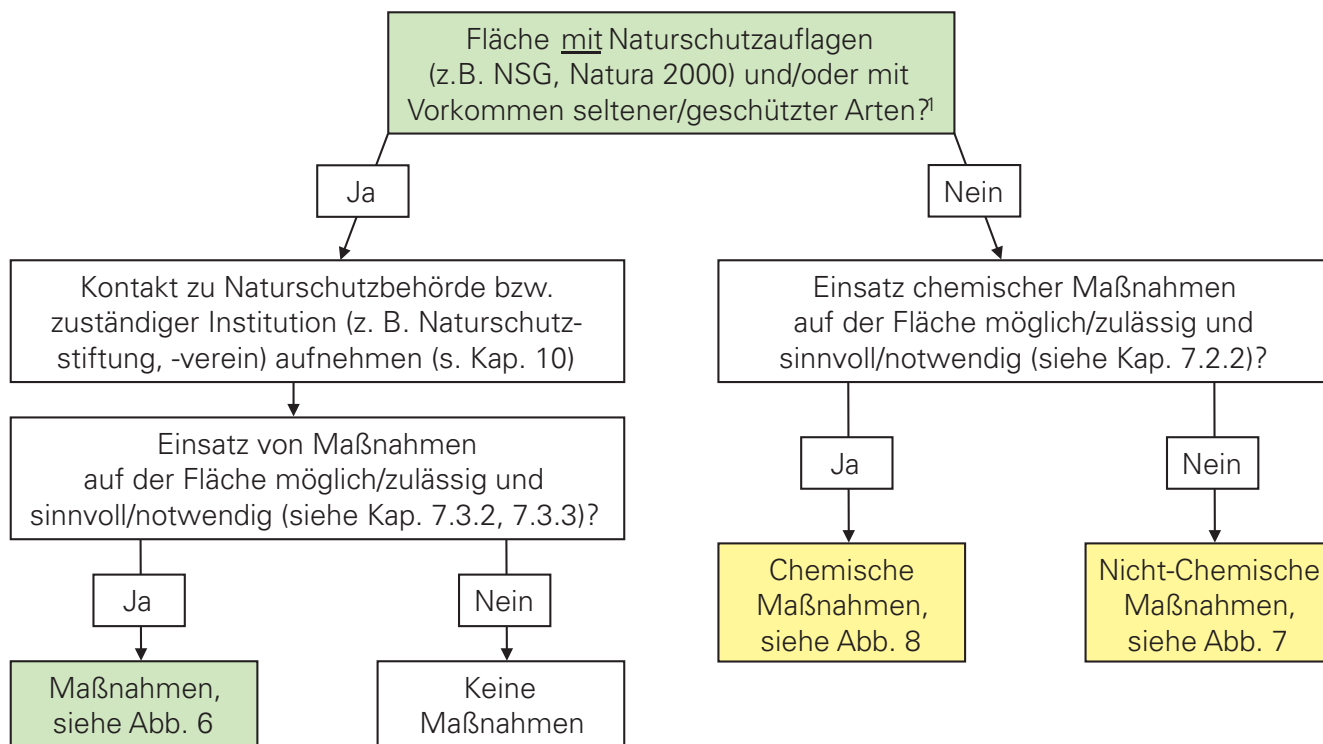 Fläche mit Naturschutzauflagen
(z.B. NSG, Natura 2000) und/oder mit
Vorkommen seltener/geschützter Arten?¹
Ja
Nein
Kontakt zu Naturschutzbehörde bzw.
zuständiger Institution (z. B. Naturschutz-
stiftung, -verein) aufnehmen (s. Kap. 10)
Einsatz chemischer Maßnahmen
auf der Fläche möglich/zulässig und
sinnvoll/notwendig (siehe Kap. 7.2.2)?
Einsatz von Maßnahmen
auf der Fläche möglich/zulässig und
sinnvoll/notwendig (siehe Kap. 7.3.2, 7.3.3)?
Ja
Nein
Ja
Nein
Chemische
Maßnahmen,
siehe Abb. 8
Nicht-Chemische
Maßnahmen,
siehe Abb. 7
Maßnahmen,
siehe Abb. 6
Keine
Maßnahmen